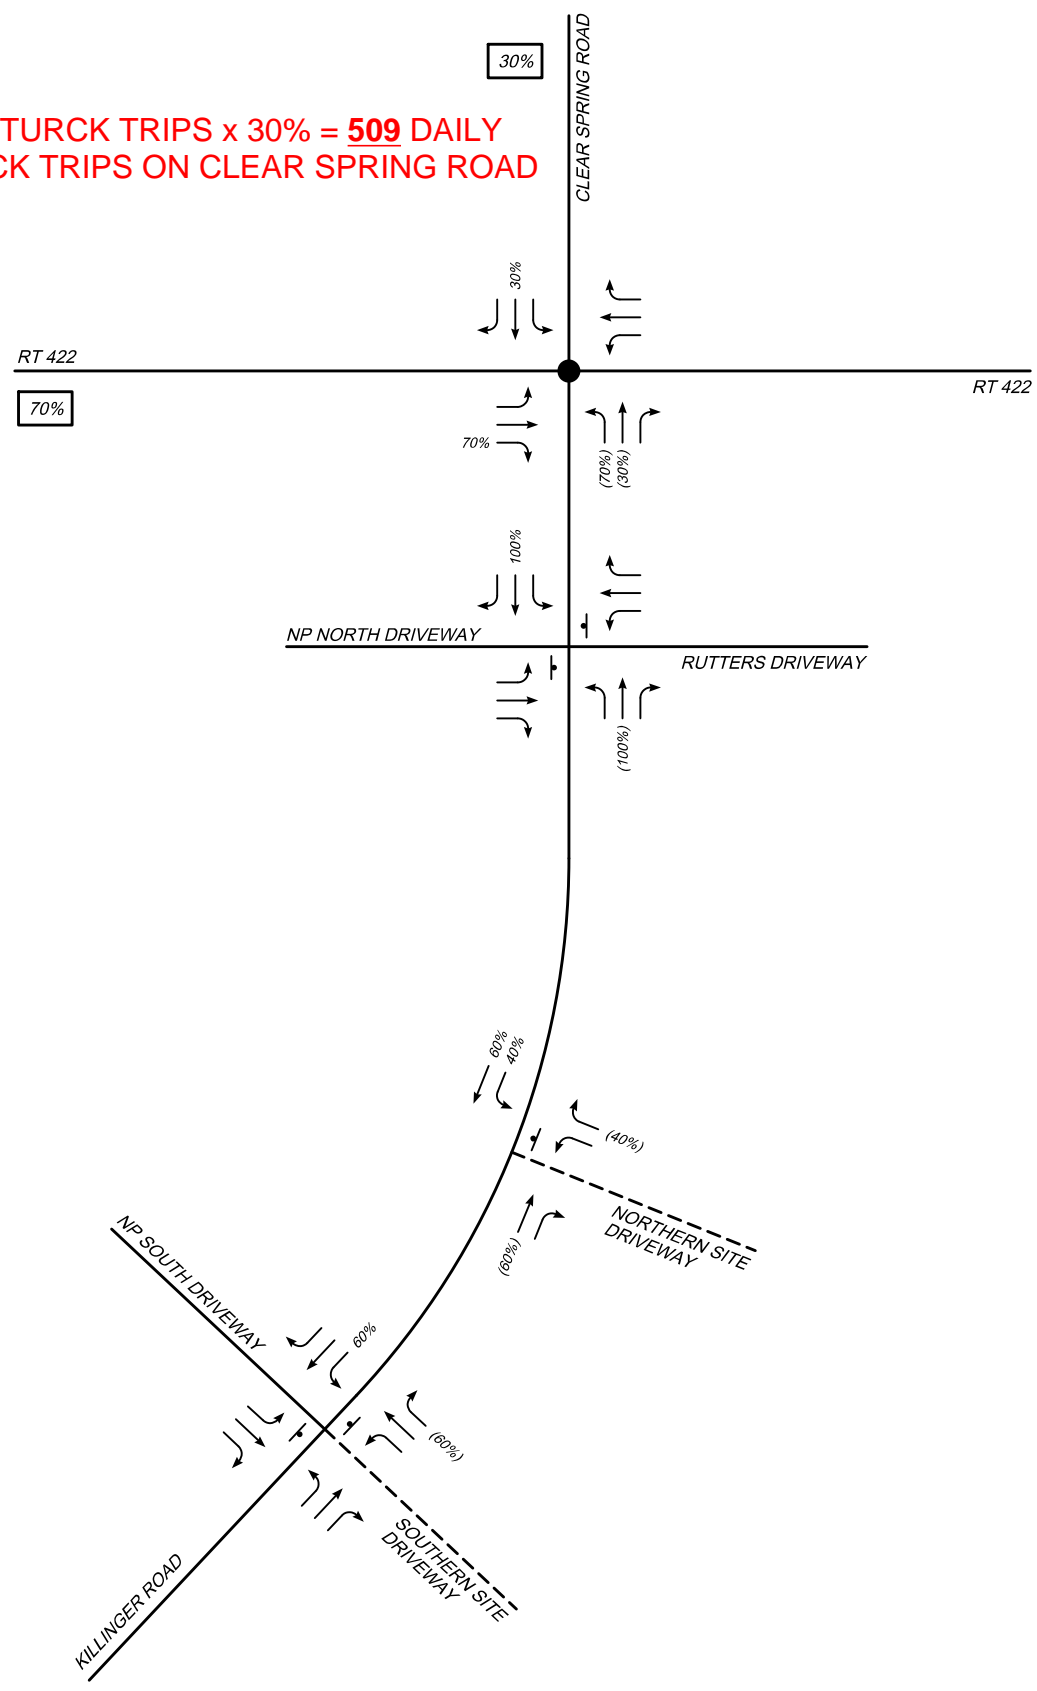 30%
CLEAR SPRING ROAD
TURCK TRIPS x 30% = 509 DAILY
CK TRIPS ON CLEAR SPRING ROAD
30%
RT 422
70%
RT 422
70%
(70%)
(30%)
100%
NP NORTH DRIVEWAY
RUTTERS DRIVEWAY
(100%)
60%
40%
(40%)
(60%)
NORTHERN SITE
DRIVEWAY
NP SOUTH DRIVEWAY
60%
(60%)
SOUTHERN SITE
DRIVEWAY
KILLINGER ROAD